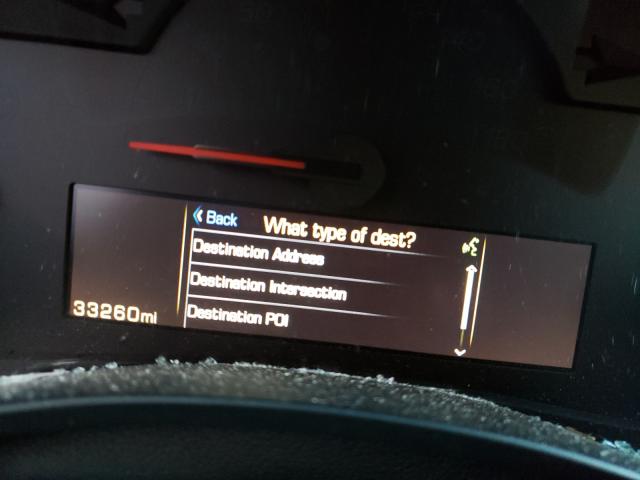 Back
What type of dest?
Destination Address
Destination Intersection
Destination POI
33260mi